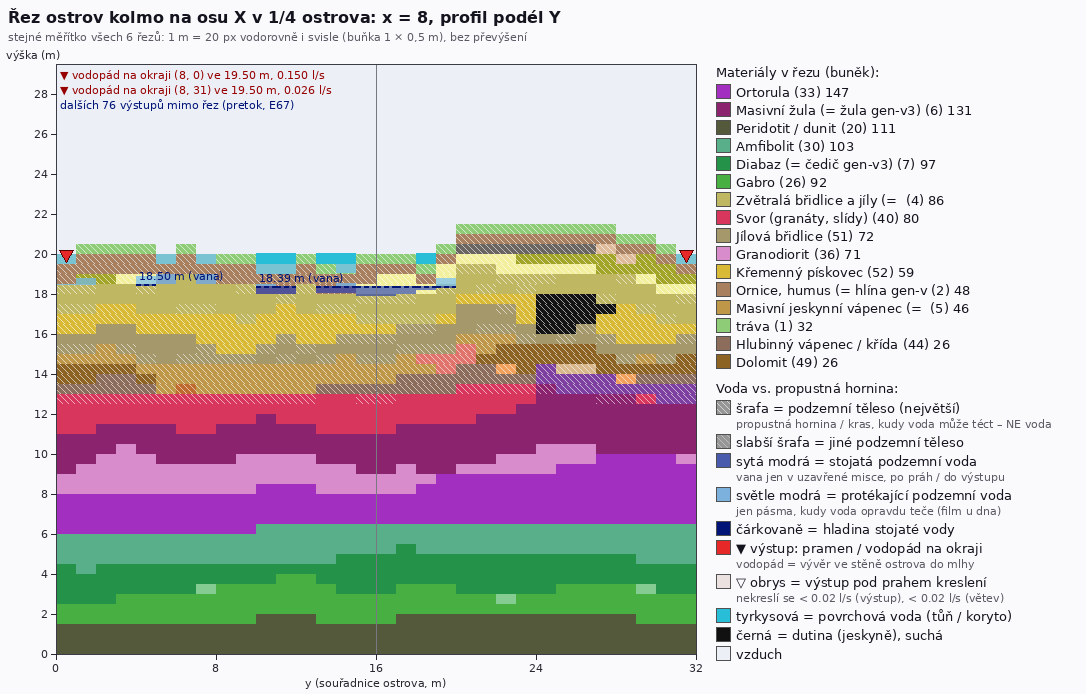 Řez ostrov kolmo na osu X v 1/4 ostrova: x = 8, profil podél Y
stejné měřítko všech 6 řezů: 1 m = 20 px vodorovně i svisle (buňka 1 × 0,5 m), bez převýšení
výška (m)
▼ vodopád na okraji (8, 0) ve 19.50 m, 0.150 l/s
▼ vodopád na okraji (8, 31) ve 19.50 m, 0.026 l/s
dalších 76 výstupů mimo řez (pretok, E67)
28
26
24
22
20
18
16
14
12
10
8
6
4
2
0
18.50 m (vana)
18.39 m (vana)
0
8
16
24
32
y (souřadnice ostrova, m)
Materiály v řezu (buněk):
Ortorula (33) 147
Masivní žula (= žula gen-v3) (6) 131
Peridotit / dunit (20) 111
Amfibolit (30) 103
Diabaz (= čedič gen-v3) (7) 97
Gabro (26) 92
Zvětralá břidlice a jíly (=  (4) 86
Svor (granáty, slídy) (40) 80
Jílová břidlice (51) 72
Granodiorit (36) 71
Křemenný pískovec (52) 59
Ornice, humus (= hlína gen-v (2) 48
Masivní jeskynní vápenec (=  (5) 46
tráva (1) 32
Hlubinný vápenec / křída (44) 26
Dolomit (49) 26
Voda vs. propustná hornina:
šrafa = podzemní těleso (největší)
propustná hornina / kras, kudy voda může téct – NE voda
slabší šrafa = jiné podzemní těleso
sytá modrá = stojatá podzemní voda
vana jen v uzavřené misce, po práh / do výstupu
světle modrá = protékající podzemní voda
jen pásma, kudy voda opravdu teče (film u dna)
čárkovaně = hladina stojaté vody
▼ výstup: pramen / vodopád na okraji
vodopád = vývěr ve stěně ostrova do mlhy
▽ obrys = výstup pod prahem kreslení
nekreslí se < 0.02 l/s (výstup), < 0.02 l/s (větev)
tyrkysová = povrchová voda (tůň / koryto)
černá = dutina (jeskyně), suchá
vzduch